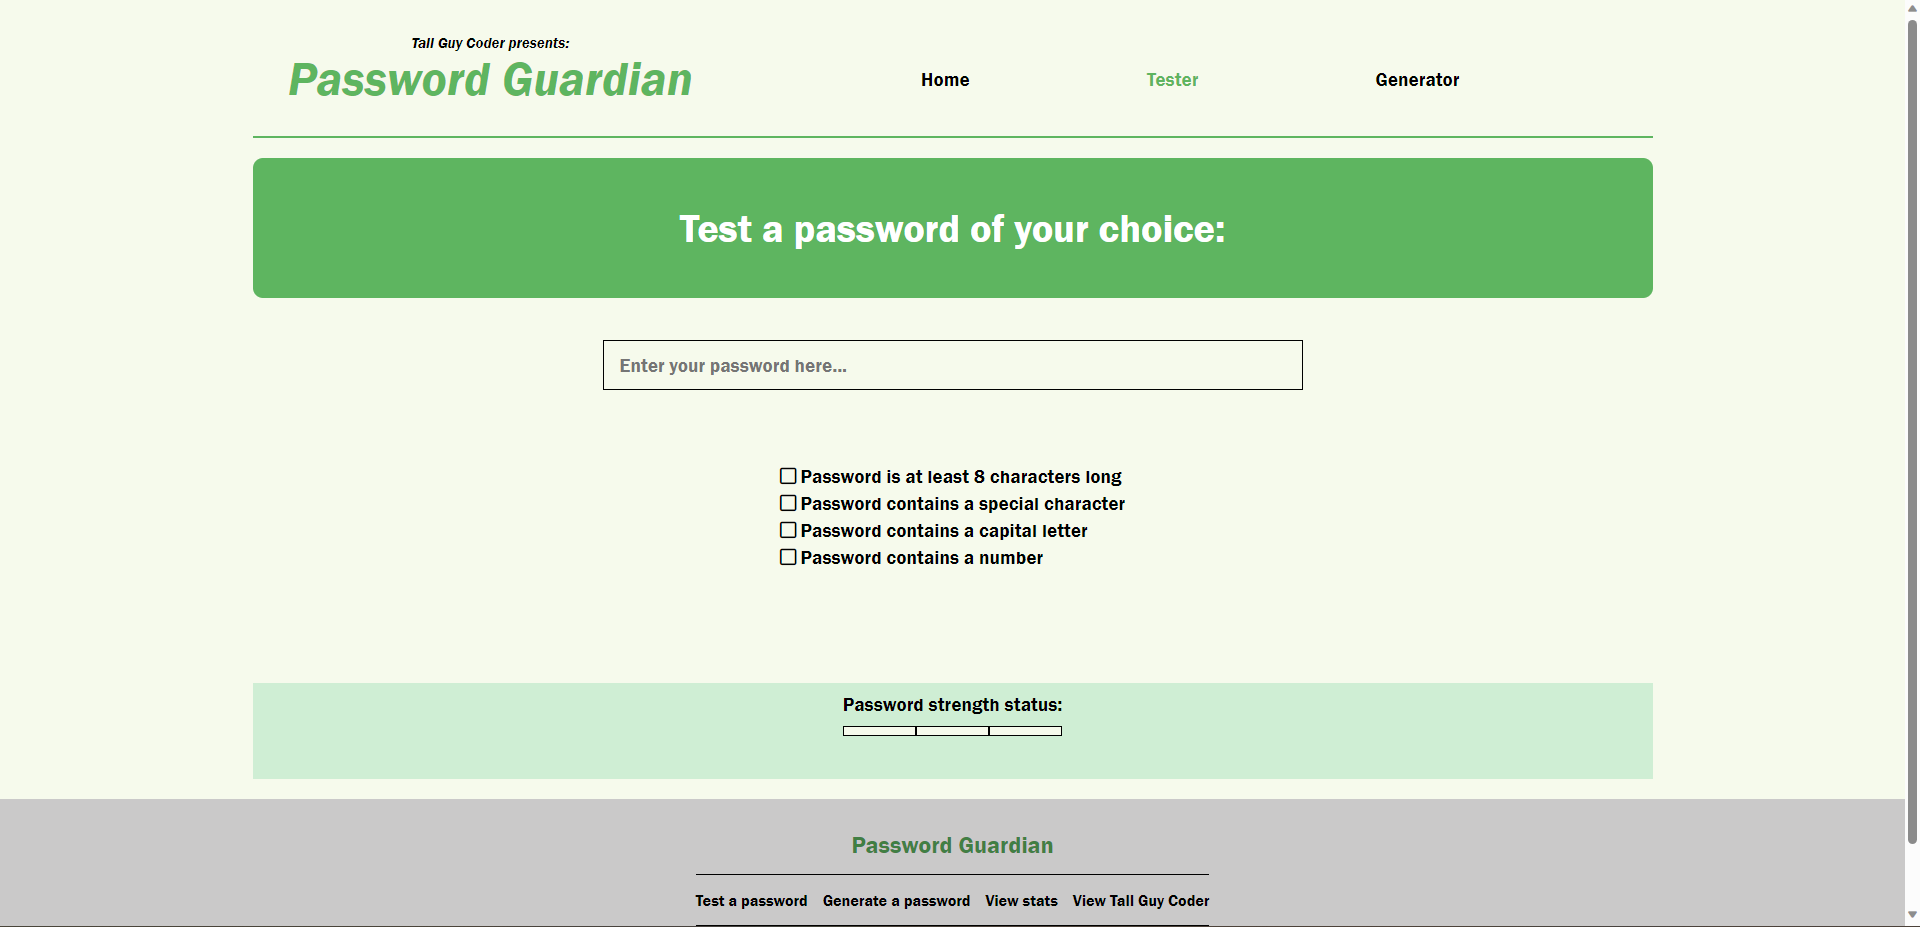 Tall Guy Coder presents:
Password Guardian
Home Tester Generator
Test a password of your choice:
Enter your password here...
Password is at least 8 characters long
Password contains a special character
Password contains a capital letter
Password contains a number
Password strength status:
Password Guardian
Test a password Generate a password View stats View Tall Guy Coder